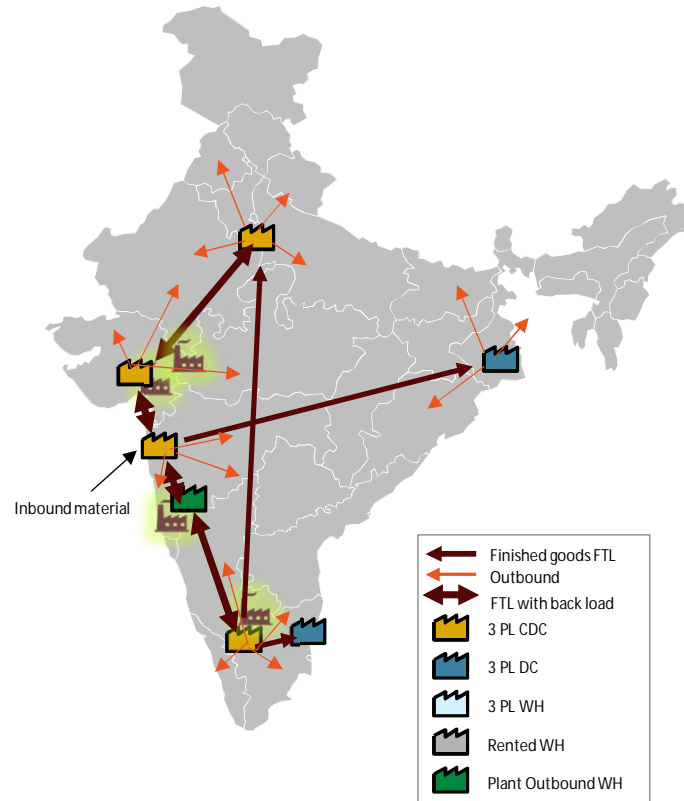 Inbound material
Finished goods FTL
Outbound
FTL with back load
3 PL CDC
3 PL DC
3 PL WH
Rented WH
Plant Outbound WH